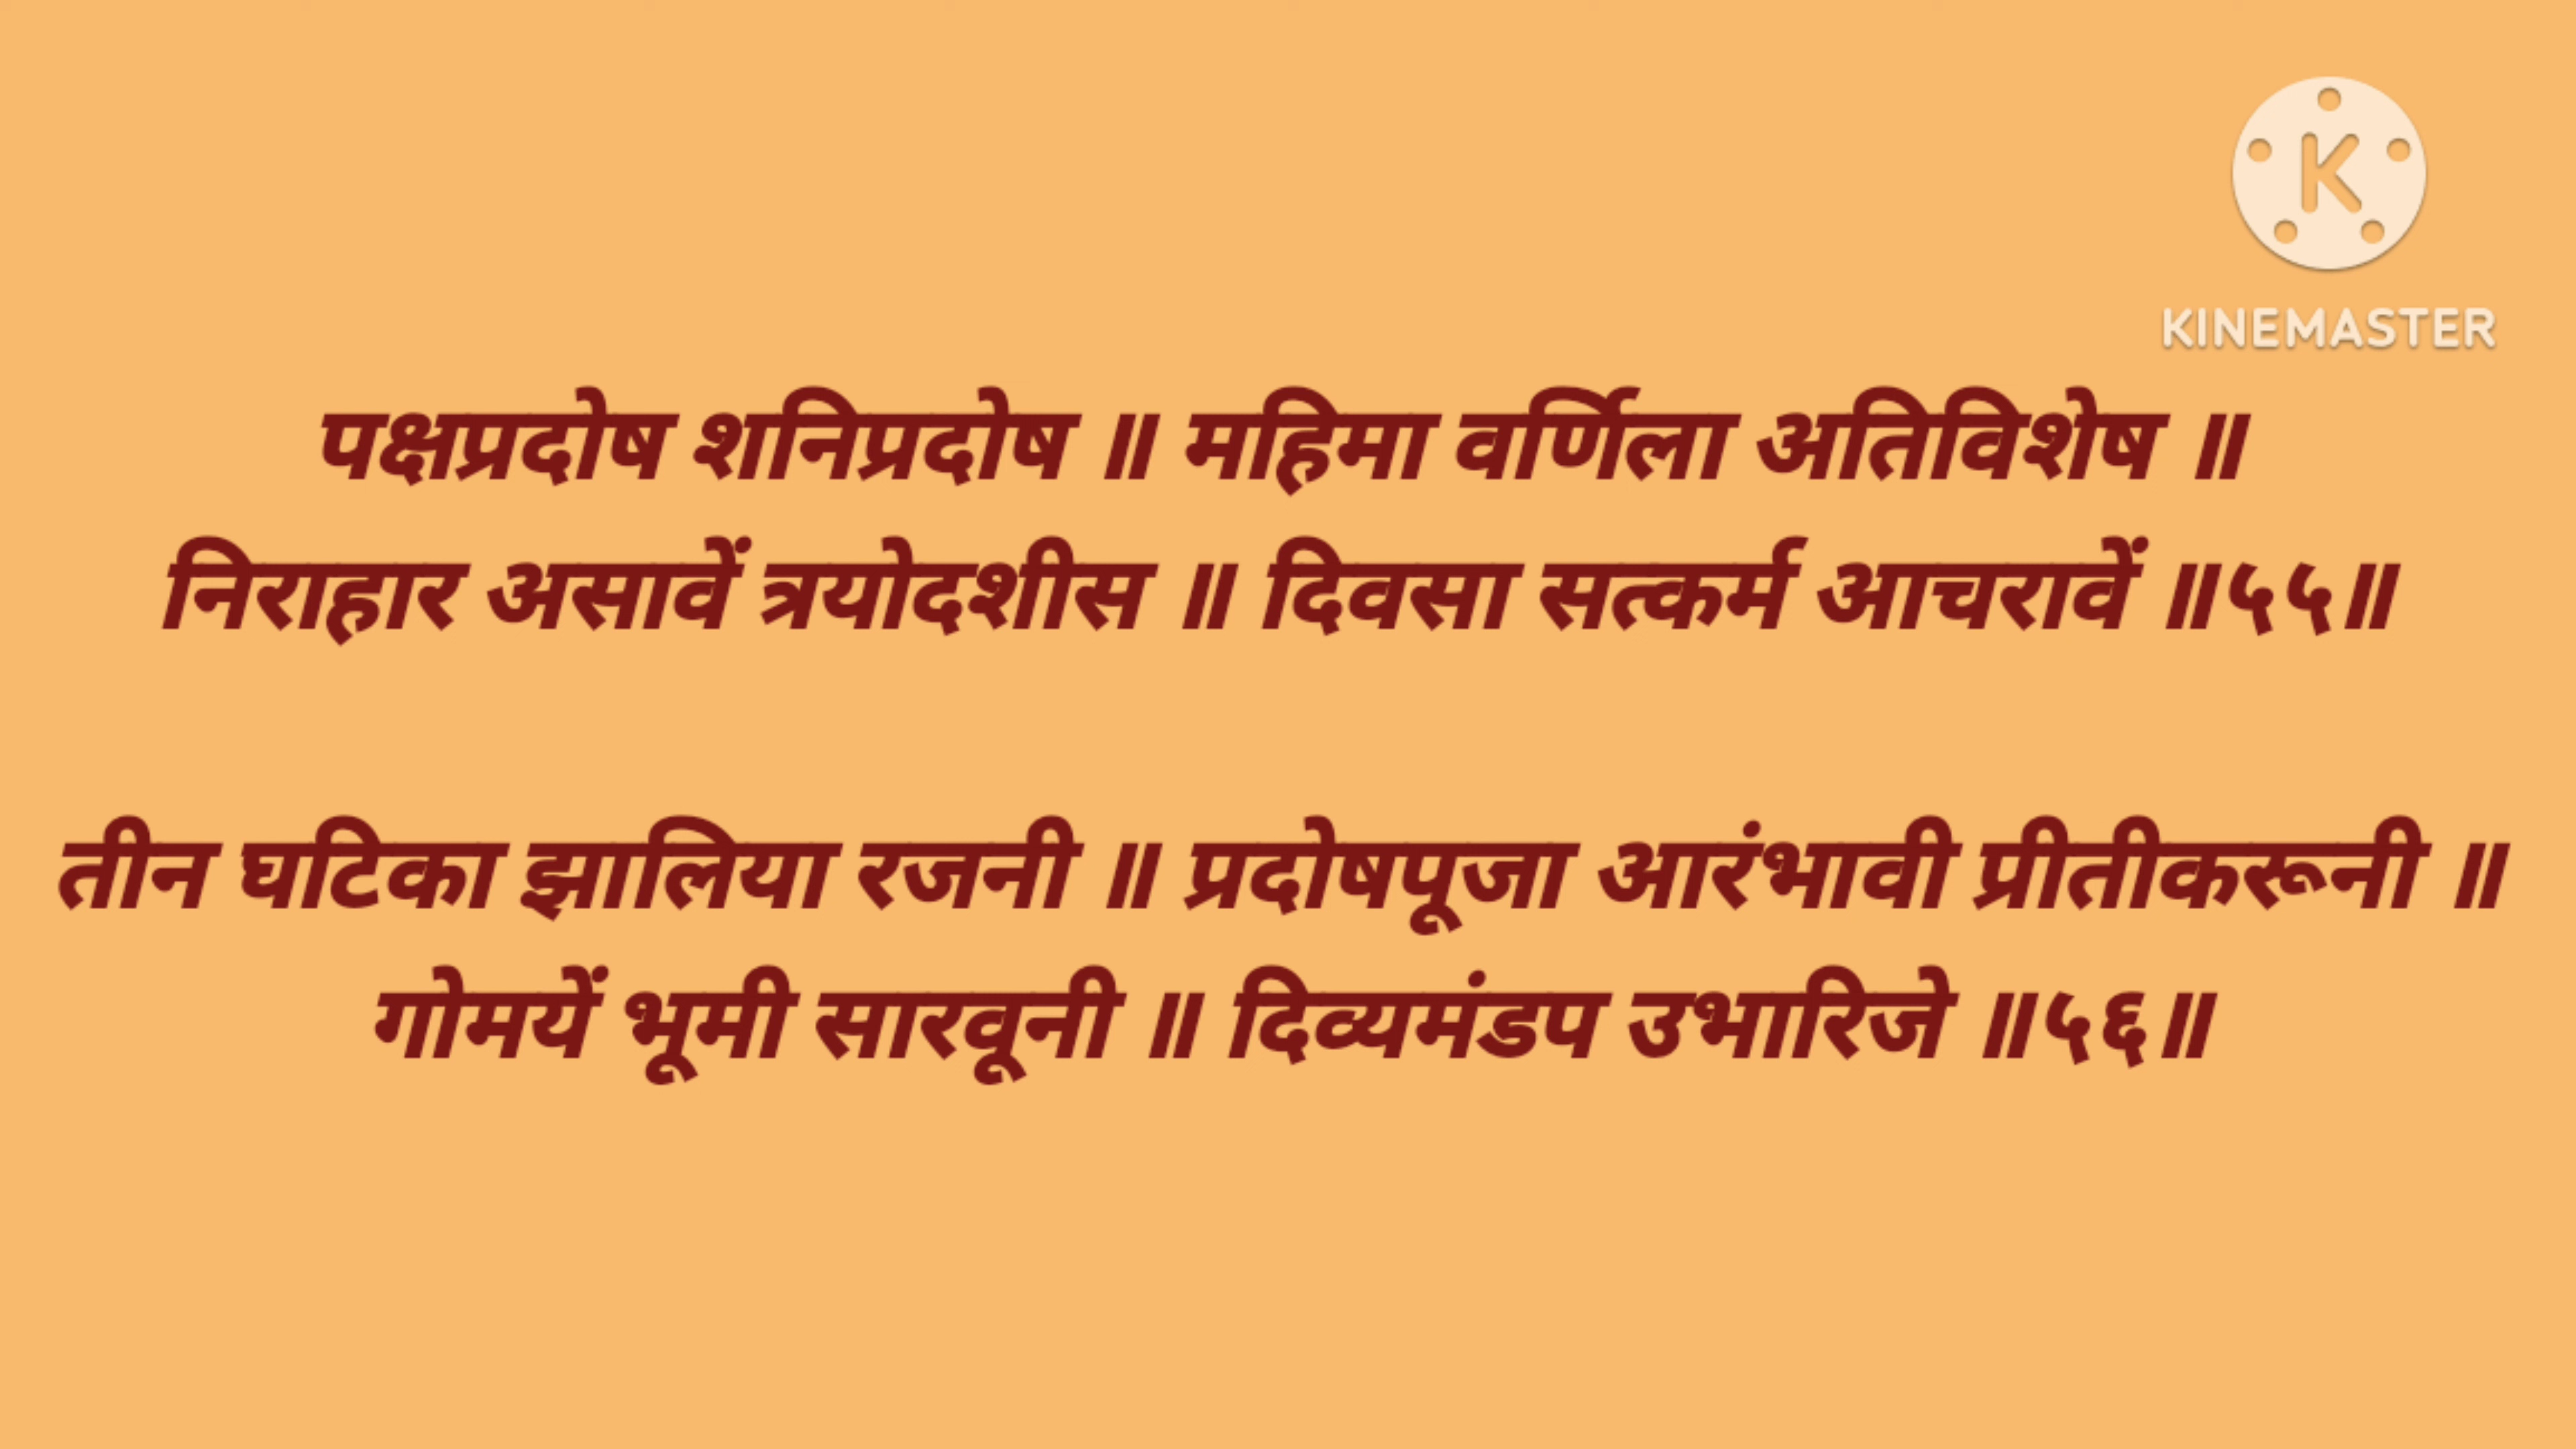 KINEMASTER
पक्षप्रदोष शनिप्रदोष ॥ महिमा वर्णिला अतिविशेष ॥
निराहार असावें त्रयोदशीस ॥ दिवसा सत्कर्म आचरावें ॥५५॥
तीन घटिका झालिया रजनी ॥ प्रदोषपूजा आरंभावी प्रीतीकरूनी ॥
गोमयें भूमी सारवूनी ॥ दिव्यमंडप उभारिजे ॥५६॥